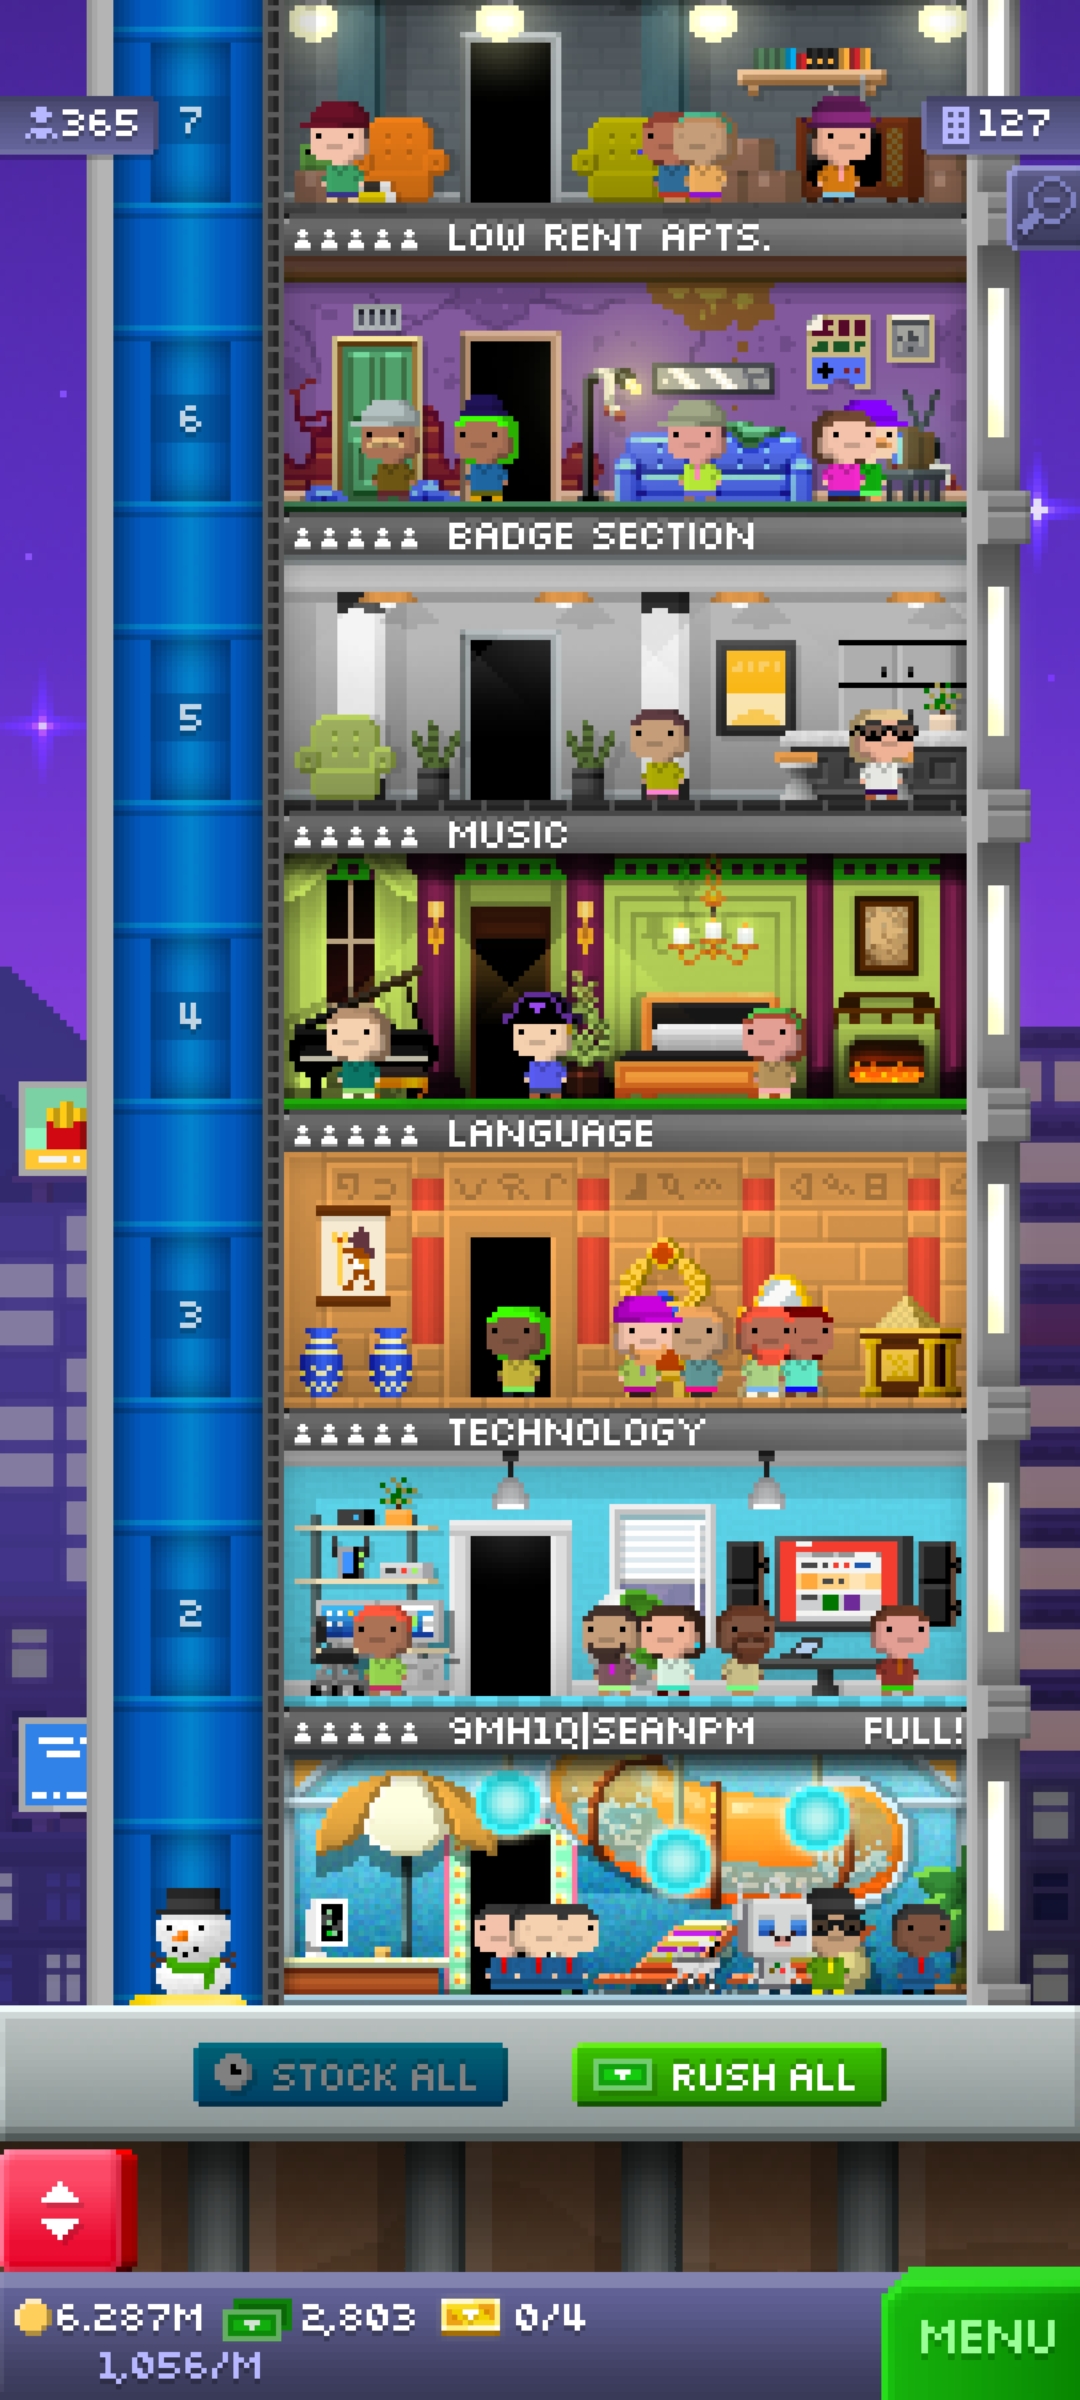 365
7
127
LOW RENT APTS.
6
BADGE SECTION
5
MUSIC
4
LANGUAGE
3
TECHNOLOGY
2
9MH1Q|SEANPM FULL!
STOCK ALL
RUSH ALL
6.287M 2,803 0/4
1,056/M
MENU